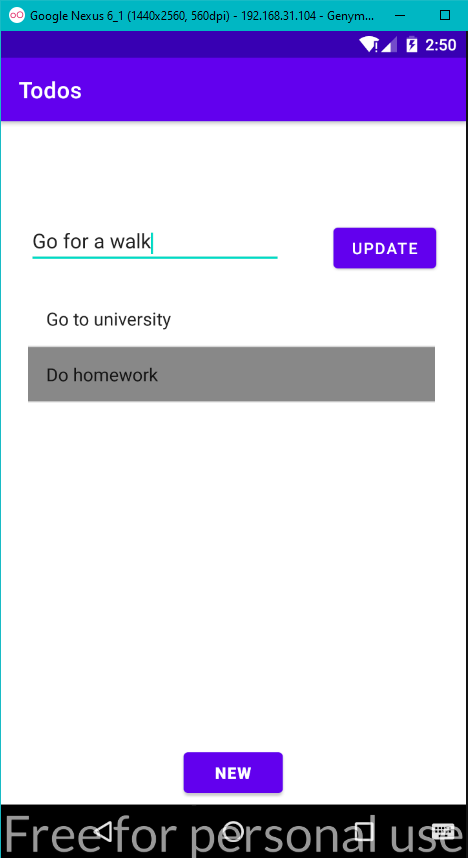 Google Nexus 6_1 (1440x2560, 560dpi) - 192.168.31.104 - Genym...
2:50
Todos
Go for a walk
UPDATE
Go to university
Do homework
NEW
Free for personal use